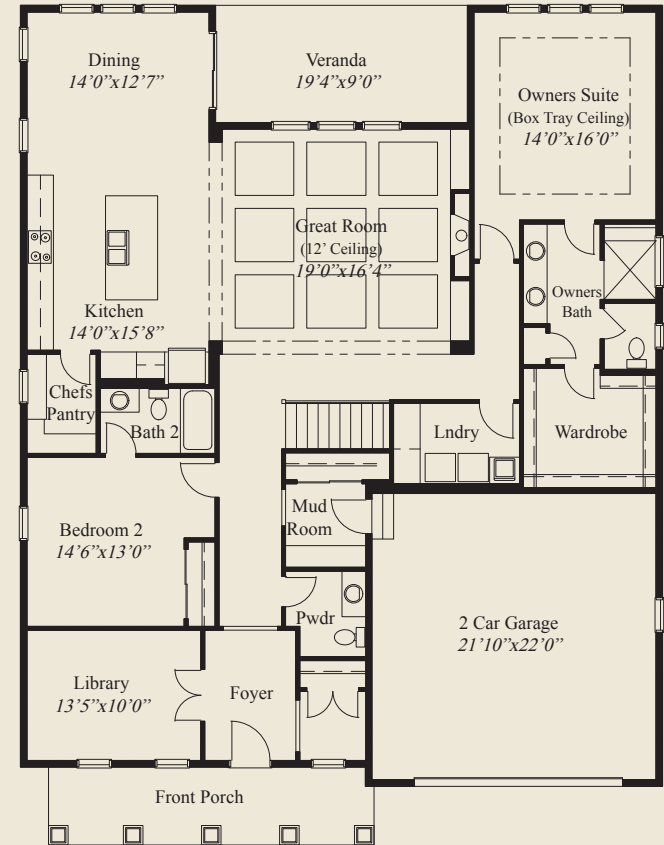 Dining
14’0”x12’7”
Veranda
19’4”x9’0”
Owners Suite
(Box Tray Ceiling)
14’0”x16’0”
Great Room
(12’ Ceiling)
19’0”x16’4”
Kitchen
14’0”x15’8”
Owners
Bath
Chefs
Pantry
Bath 2
Lndry
Wardrobe
Bedroom 2
14’6”x13’0”
Mud
Room
Pwdr
2 Car Garage
21’10”x22’0”
Library
13’5”x10’0”
Foyer
Front Porch